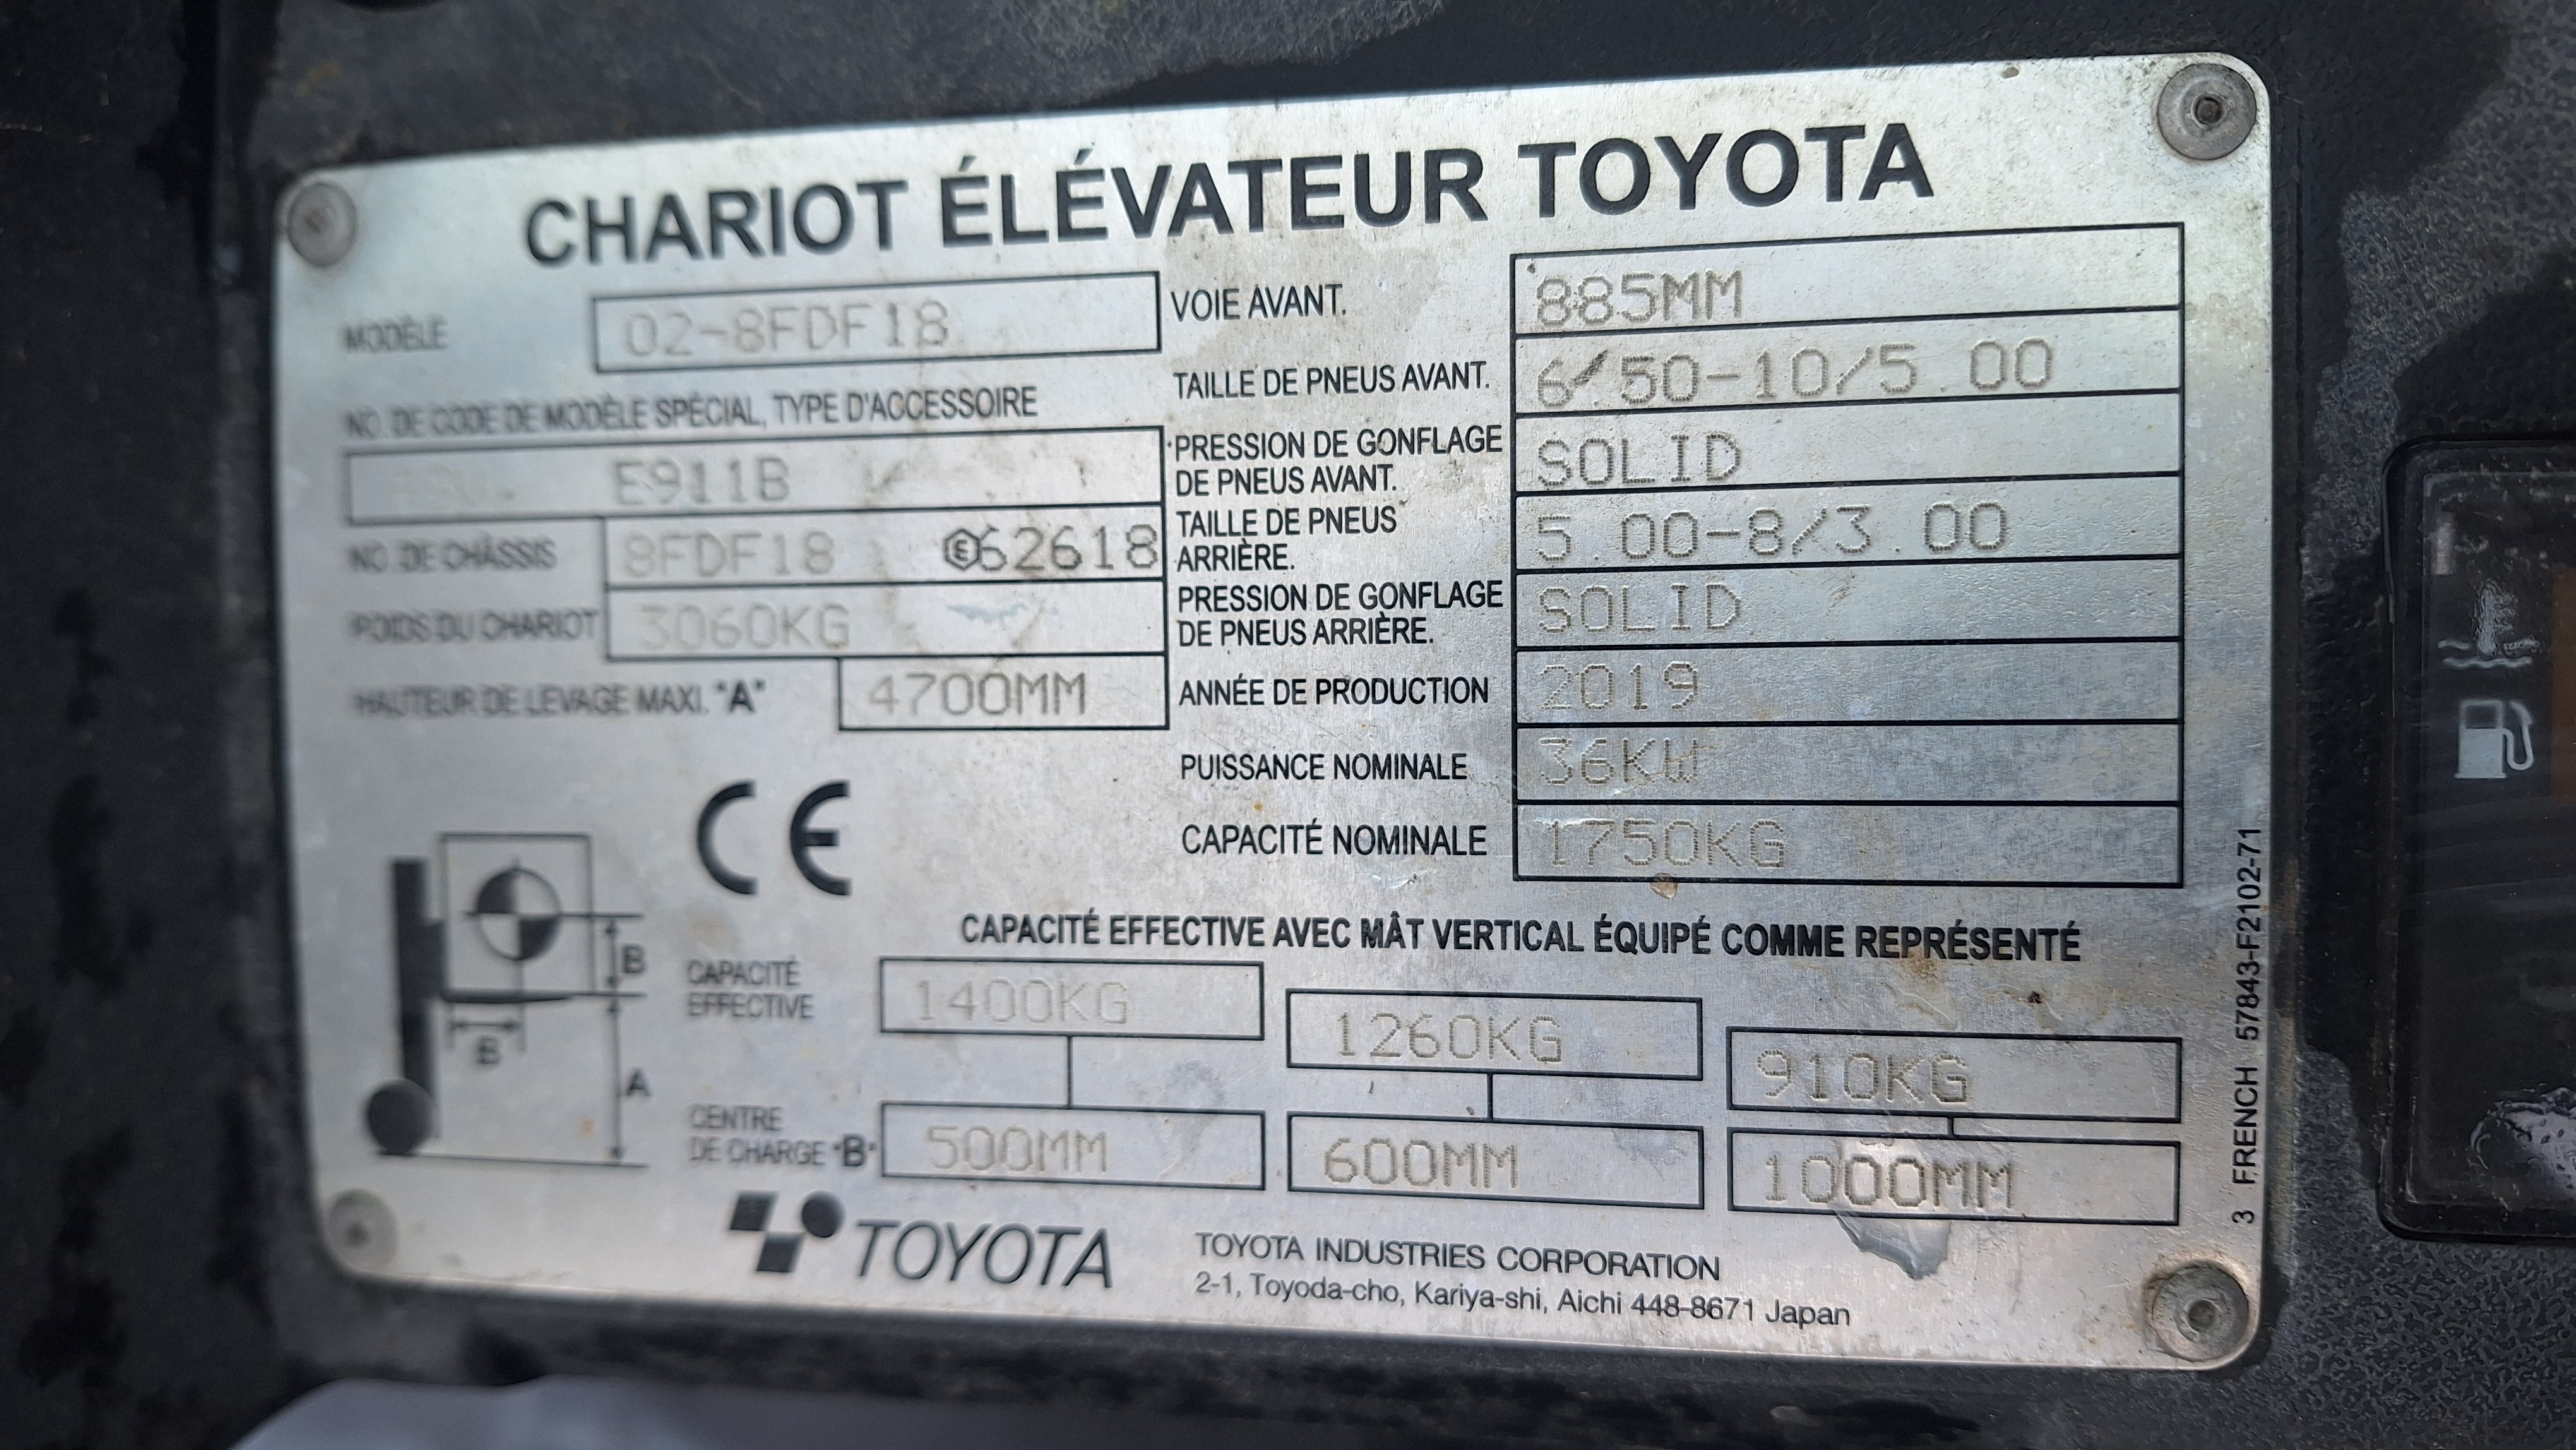 CHARIOT ÉLÉVATEUR TOYOTA
MODÈLE 02-8FDF18
NO. DE CODE DE MODÈLE SPÉCIAL, TYPE D'ACCESSOIRE
E911B
NO. DE CHÂSSIS 8FDF18 E62618
POIDS DU CHARIOT 3060KG
HAUTEUR DE LEVAGE MAXI. "A" 4700MM
VOIE AVANT. 885MM
TAILLE DE PNEUS AVANT. 6.50-10/5.00
PRESSION DE GONFLAGE
DE PNEUS AVANT. SOLID
TAILLE DE PNEUS
ARRIÈRE. 5.00-8/3.00
PRESSION DE GONFLAGE
DE PNEUS ARRIÈRE. SOLID
ANNÉE DE PRODUCTION 2019
PUISSANCE NOMINALE 36KW
CAPACITÉ NOMINALE 1750KG
CE
B
B
A
CAPACITÉ EFFECTIVE AVEC MÂT VERTICAL ÉQUIPÉ COMME REPRÉSENTÉ
CAPACITÉ
EFFECTIVE 1400KG 1260KG 910KG
CENTRE
DE CHARGE "B" 500MM 600MM 1000MM
TOYOTA
TOYOTA INDUSTRIES CORPORATION
2-1, Toyoda-cho, Kariya-shi, Aichi 448-8671 Japan
3 FRENCH 57843-F2102-71